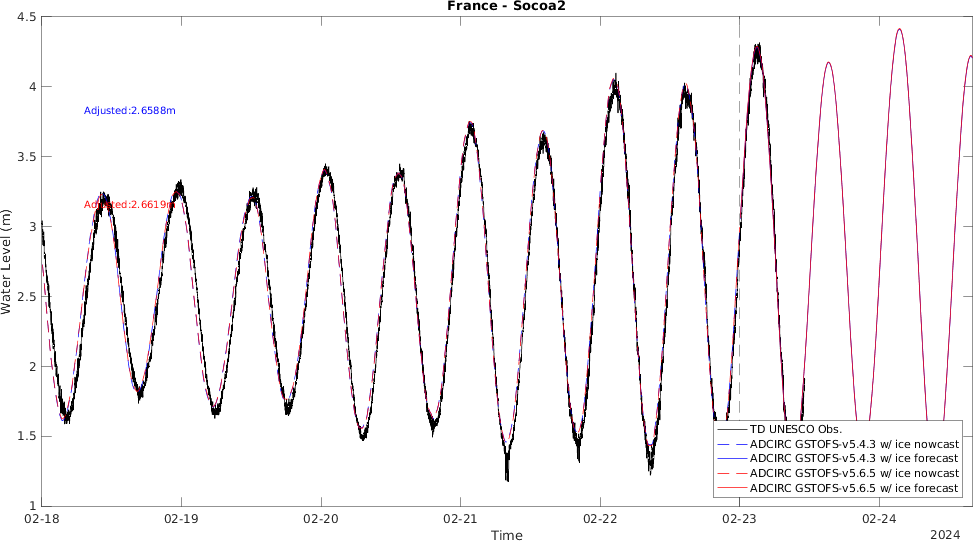 France - Socoa2
4.5
4
3.5
3
2.5
2
1.5
1
Water Level (m)
Adjusted:2.6588m
Adjusted:2.6619m
TD UNESCO Obs.
ADCIRC GSTOFS-v5.4.3 w/ ice nowcast
ADCIRC GSTOFS-v5.4.3 w/ ice forecast
ADCIRC GSTOFS-v5.6.5 w/ ice nowcast
ADCIRC GSTOFS-v5.6.5 w/ ice forecast
02-18 02-19 02-20 02-21 02-22 02-23 02-24
Time
2024